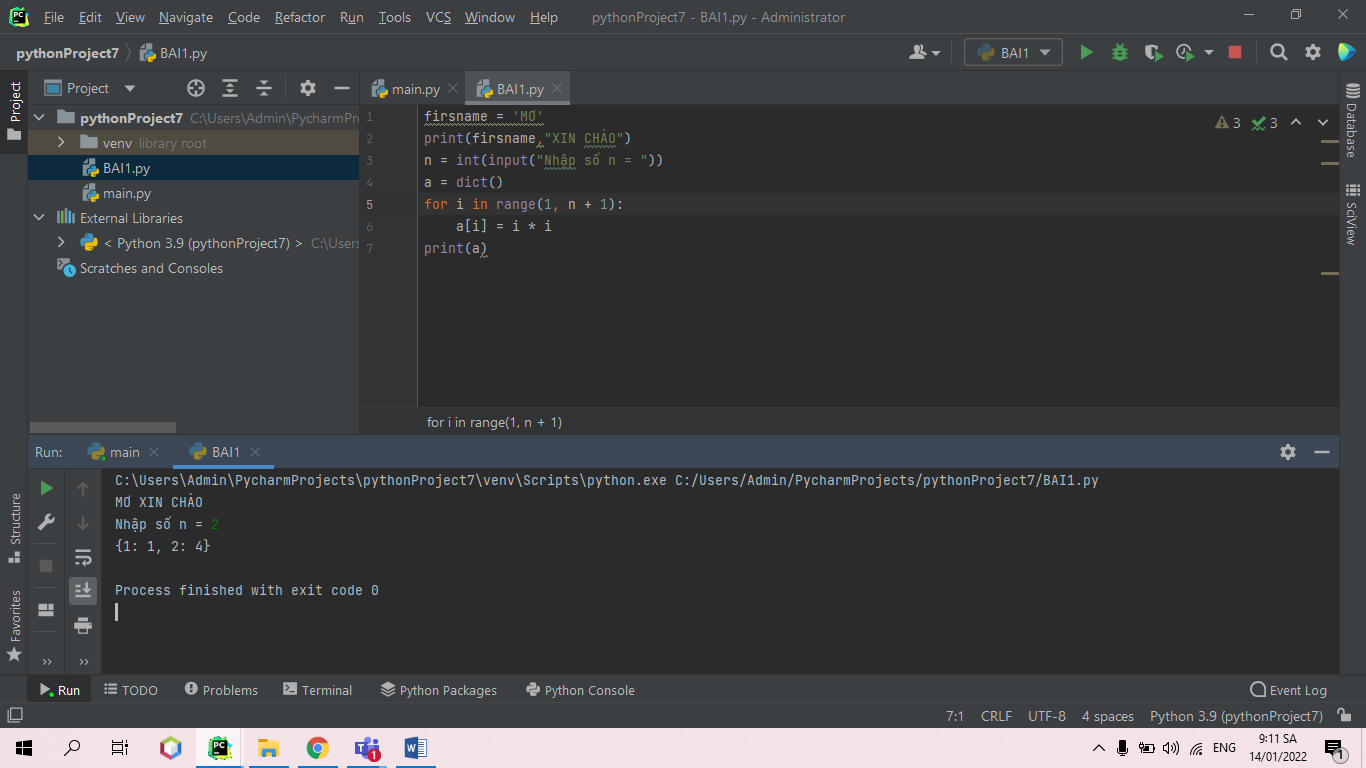 File Edit View Navigate Code Refactor Run Tools VCS Window Help pythonProject7 - BAI1.py - Administrator
pythonProject7 BAI1.py BAI1
Project
Project
main.py BAI1.py
pythonProject7 C:\Users\Admin\PycharmPr
venv library root
BAI1.py
main.py
External Libraries
< Python 3.9 (pythonProject7) > C:\Users
Scratches and Consoles
1 firsname = 'MƠ'
2 print(firsname,"XIN CHÀO")
3 n = int(input("Nhập số n = "))
4 a = dict()
5 for i in range(1, n + 1):
6 a[i] = i * i
7 print(a)
3 3
for i in range(1, n + 1)
Database
SciView
Run: main BAI1
C:\Users\Admin\PycharmProjects\pythonProject7\venv\Scripts\python.exe C:/Users/Admin/PycharmProjects/pythonProject7/BAI1.py
MƠ XIN CHÀO
Nhập số n = 2
{1: 1, 2: 4}
Process finished with exit code 0
Structure
Favorites
Run TODO Problems Terminal Python Packages Python Console Event Log
7:1 CRLF UTF-8 4 spaces Python 3.9 (pythonProject7)
ENG 9:11 SA
14/01/2022
1
1